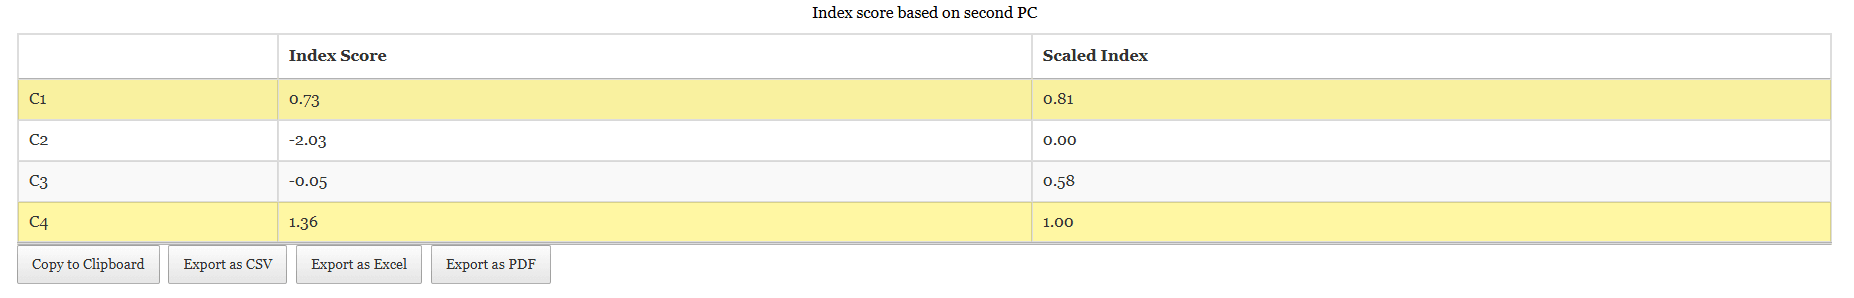 Index score based on second PC
Index Score Scaled Index
C1 0.73 0.81
C2 -2.03 0.00
C3 -0.05 0.58
C4 1.36 1.00
Copy to Clipboard Export as CSV Export as Excel Export as PDF